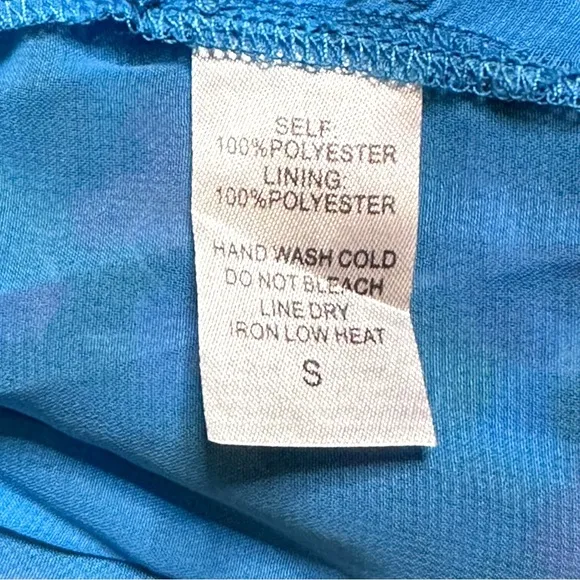 SELF:
100%POLYESTER
LINING:
100%POLYESTER
HAND WASH COLD
DO NOT BLEACH
LINE DRY
IRON LOW HEAT
S